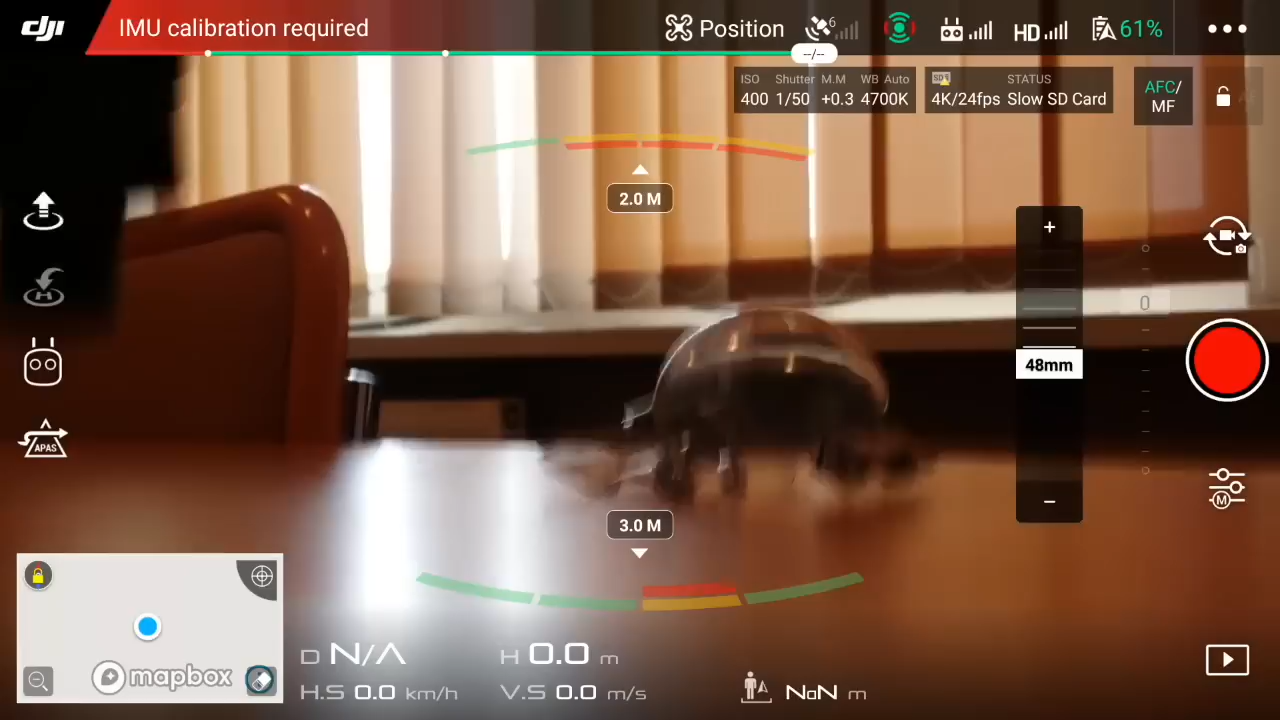 dji
IMU calibration required
Position
6
HD
61%
--/--
ISO Shutter M.M WB Auto
400 1/50 +0.3 4700K
STATUS
4K/24fps Slow SD Card
AFC/
MF
2.0 M
+
0
48mm
APAS
M
−
3.0 M
mapbox
D N/A
H 0.0 m
H.S 0.0 km/h
V.S 0.0 m/s
NaN m